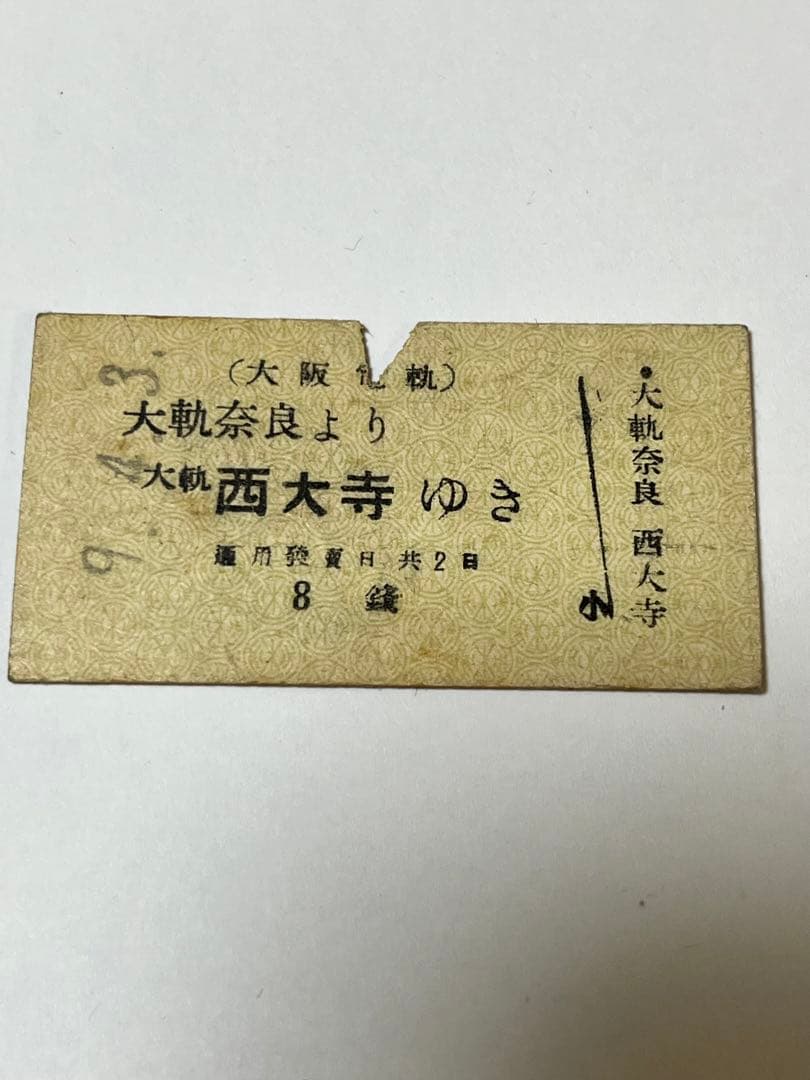 (大阪電軌)
大軌奈良より
大軌 西大寺 ゆき
通用発賣日共2日
8 錢
9. 4. 3.
小
・大軌奈良 西大寺